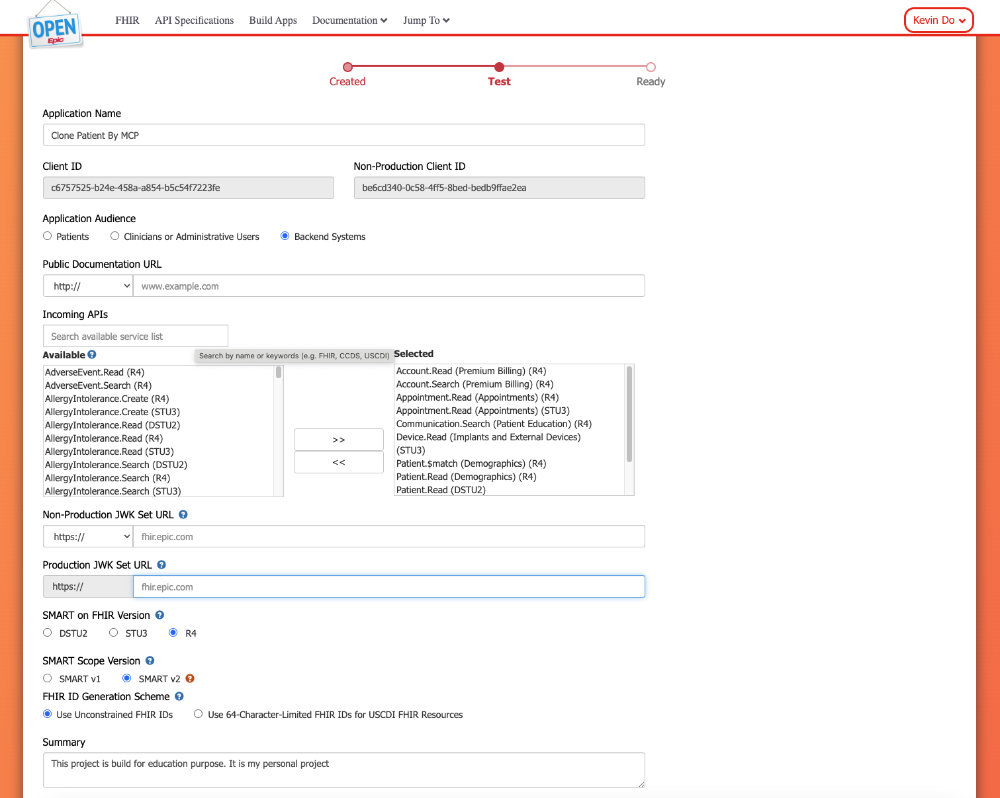 OPEN
Epic
FHIR API Specifications Build Apps Documentation Jump To
Kevin Do
Created Test Ready
Application Name
Clone Patient By MCP
Client ID Non-Production Client ID
c6757525-b24e-458a-a854-b5c54f7223fe be6cd340-0c58-4ff5-8bed-bedb9ffae2ea
Application Audience
Patients Clinicians or Administrative Users Backend Systems
Public Documentation URL
http:// www.example.com
Incoming APIs
Search available service list
Available
Search by name or keywords (e.g. FHIR, CCDS, USCDI)
AdverseEvent.Read (R4)
AdverseEvent.Search (R4)
AllergyIntolerance.Create (R4)
AllergyIntolerance.Create (STU3)
AllergyIntolerance.Read (DSTU2)
AllergyIntolerance.Read (R4)
AllergyIntolerance.Read (STU3)
AllergyIntolerance.Search (DSTU2)
AllergyIntolerance.Search (R4)
AllergyIntolerance.Search (STU3)
>>
<<
Selected
Account.Read (Premium Billing) (R4)
Account.Search (Premium Billing) (R4)
Appointment.Read (Appointments) (R4)
Appointment.Read (Appointments) (STU3)
Communication.Search (Patient Education) (R4)
Device.Read (Implants and External Devices)
(STU3)
Patient.$match (Demographics) (R4)
Patient.Read (Demographics) (R4)
Patient.Read (DSTU2)
Non-Production JWK Set URL ?
https:// fhir.epic.com
Production JWK Set URL ?
https:// fhir.epic.com
SMART on FHIR Version ?
DSTU2 STU3 R4
SMART Scope Version ?
SMART v1 SMART v2 ?
FHIR ID Generation Scheme ?
Use Unconstrained FHIR IDs Use 64-Character-Limited FHIR IDs for USCDI FHIR Resources
Summary
This project is build for education purpose. It is my personal project